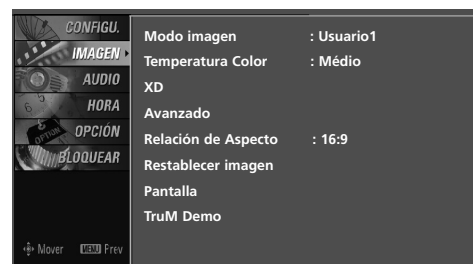 CONFIGU.
IMAGEN
AUDIO
HORA
OPCIÓN
BLOQUEAR
Mover MENU Prev
Modo imagen : Usuario1
Temperatura Color : Médio
XD
Avanzado
Relación de Aspecto : 16:9
Restablecer imagen
Pantalla
TruM Demo